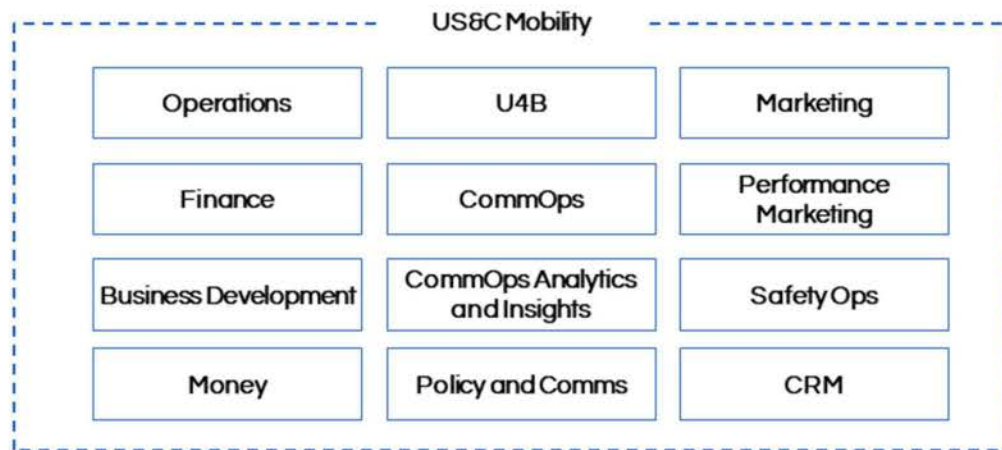 US&C Mobility
Operations
U4B
Marketing
Finance
CommOps
Performance
Marketing
Business Development
CommOps Analytics
and Insights
Safety Ops
Money
Policy and Comms
CRM